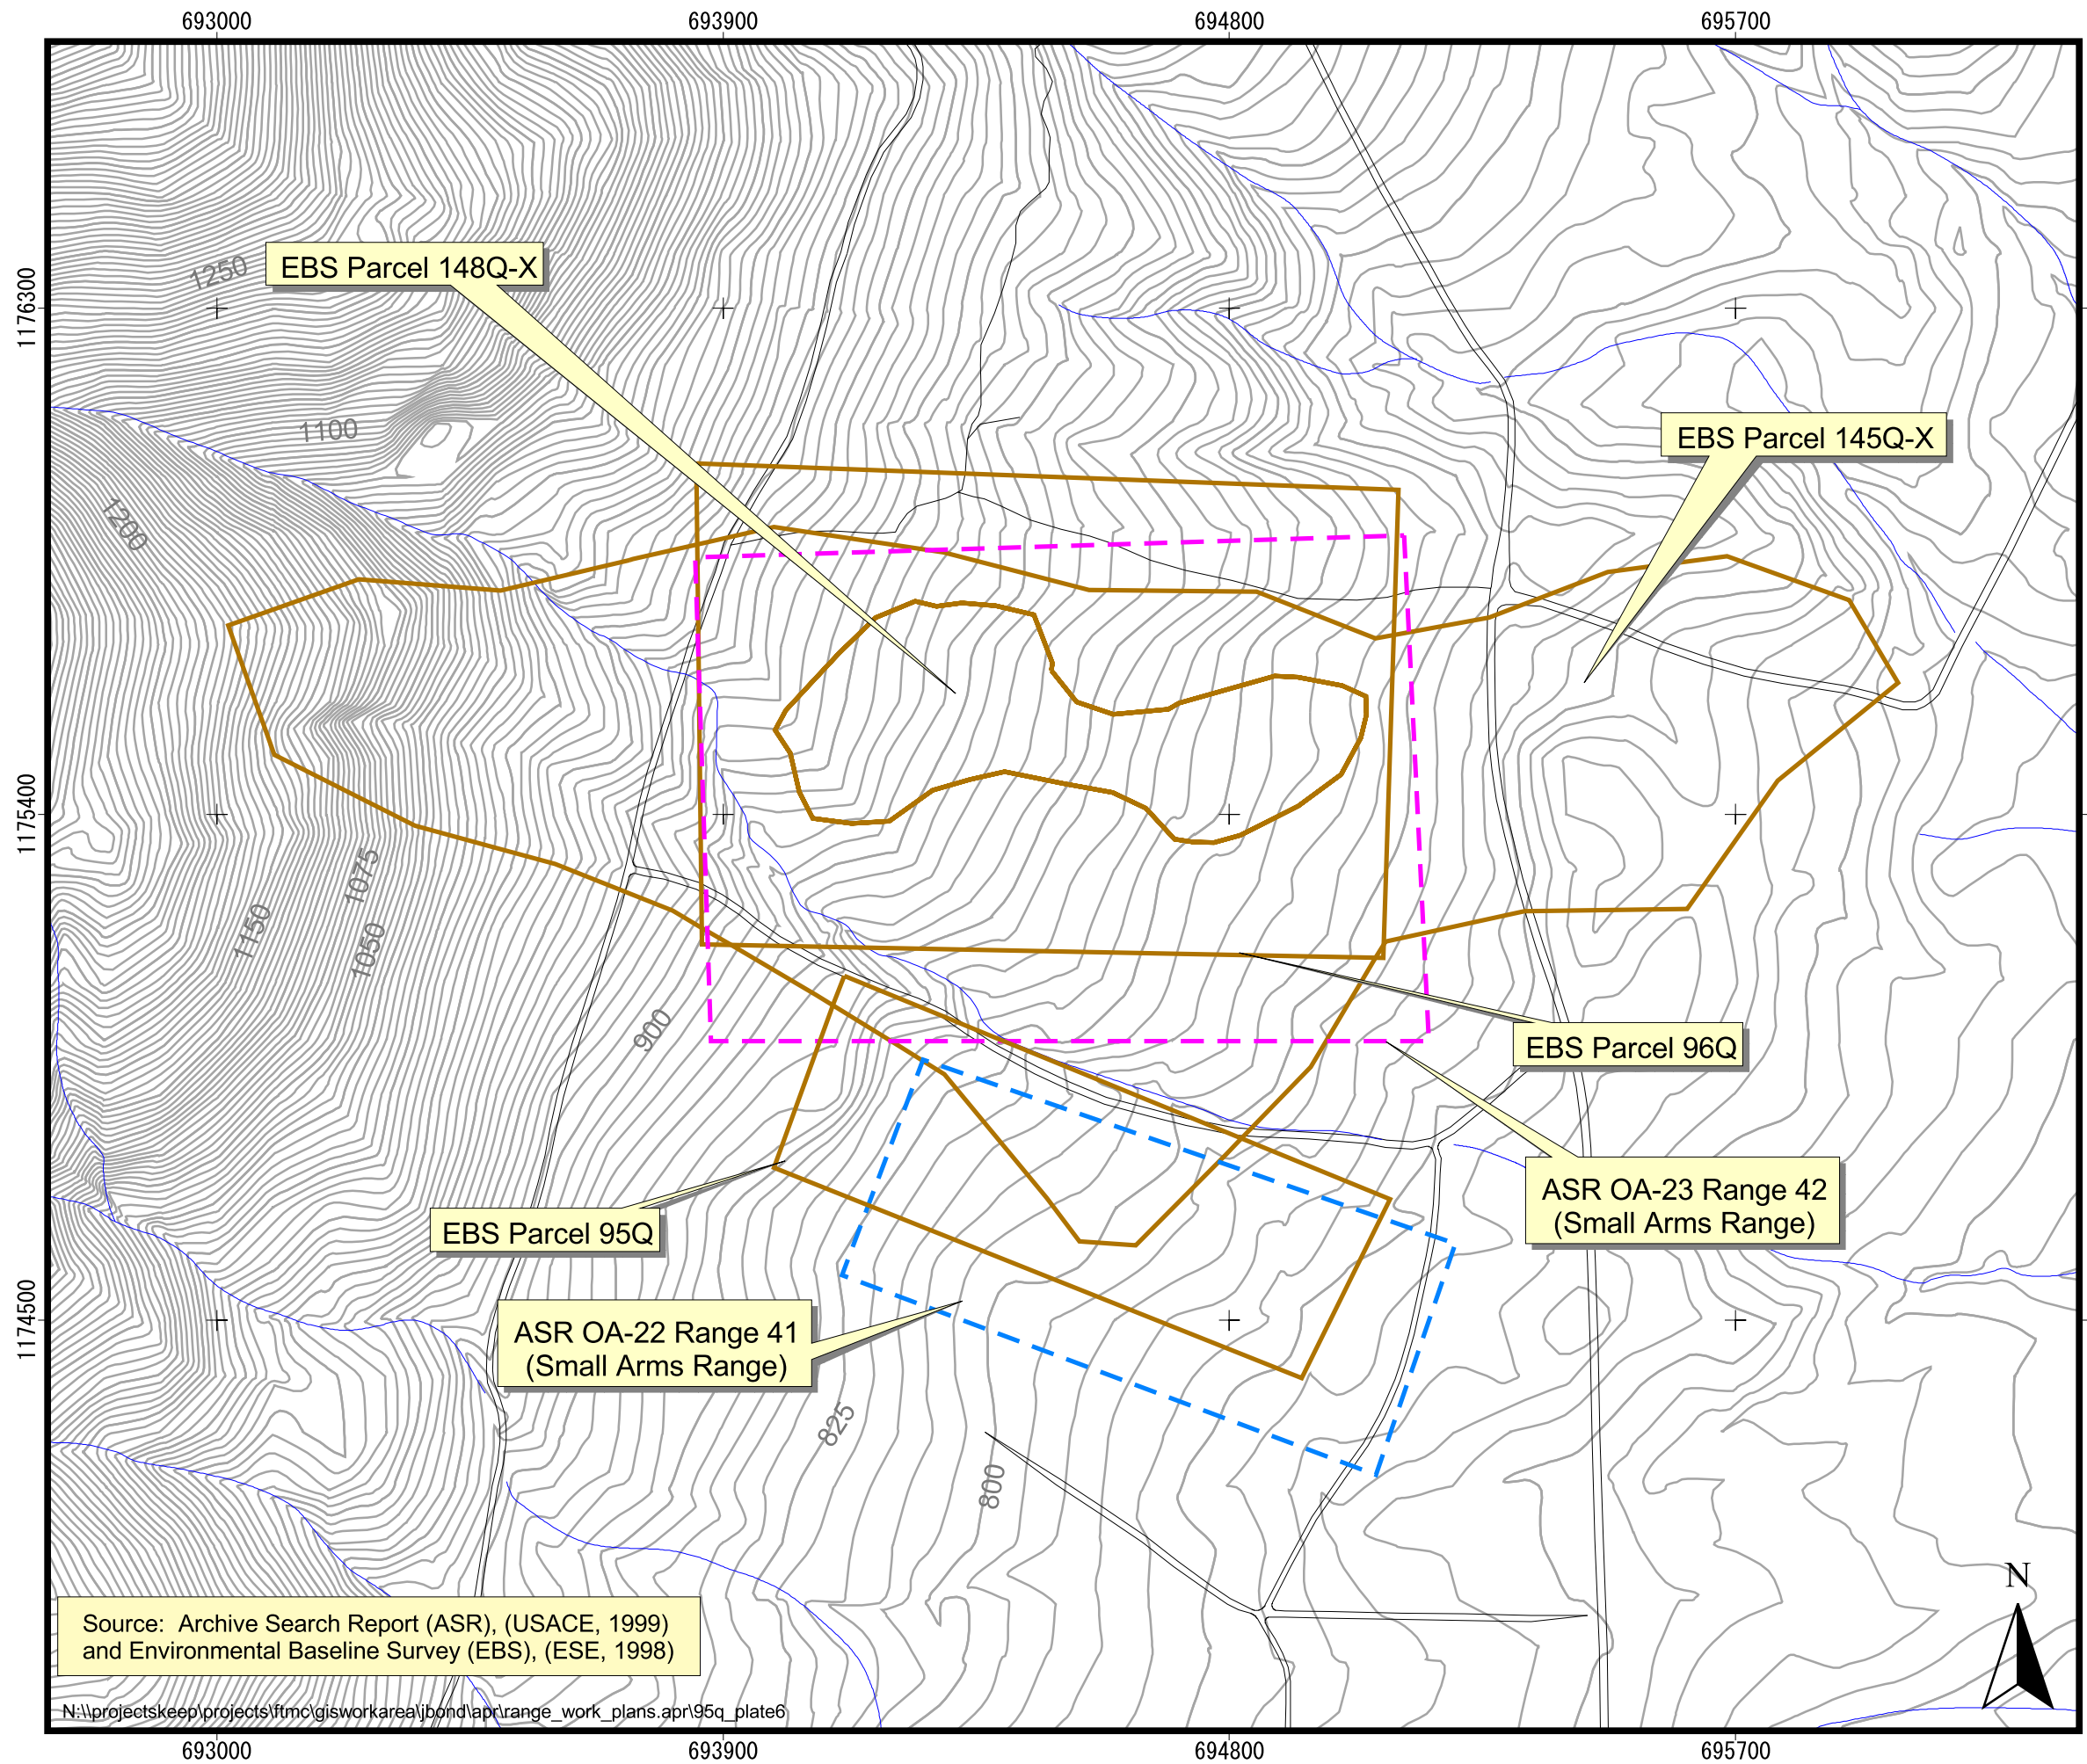 693000 693900 694800 695700
1176300
1175400
1174500
1250
EBS Parcel 148Q-X
1100
EBS Parcel 145Q-X
1200
1075
1150
1050
900
EBS Parcel 96Q
ASR OA-23 Range 42
(Small Arms Range)
EBS Parcel 95Q
ASR OA-22 Range 41
(Small Arms Range)
825
800
N
Source: Archive Search Report (ASR), (USACE, 1999)
and Environmental Baseline Survey (EBS), (ESE, 1998)
N:\\projectskeep\projects\ftmc\gisworkarea\jbond\apr\range_work_plans.apr\95q_plate6
693000 693900 694800 695700